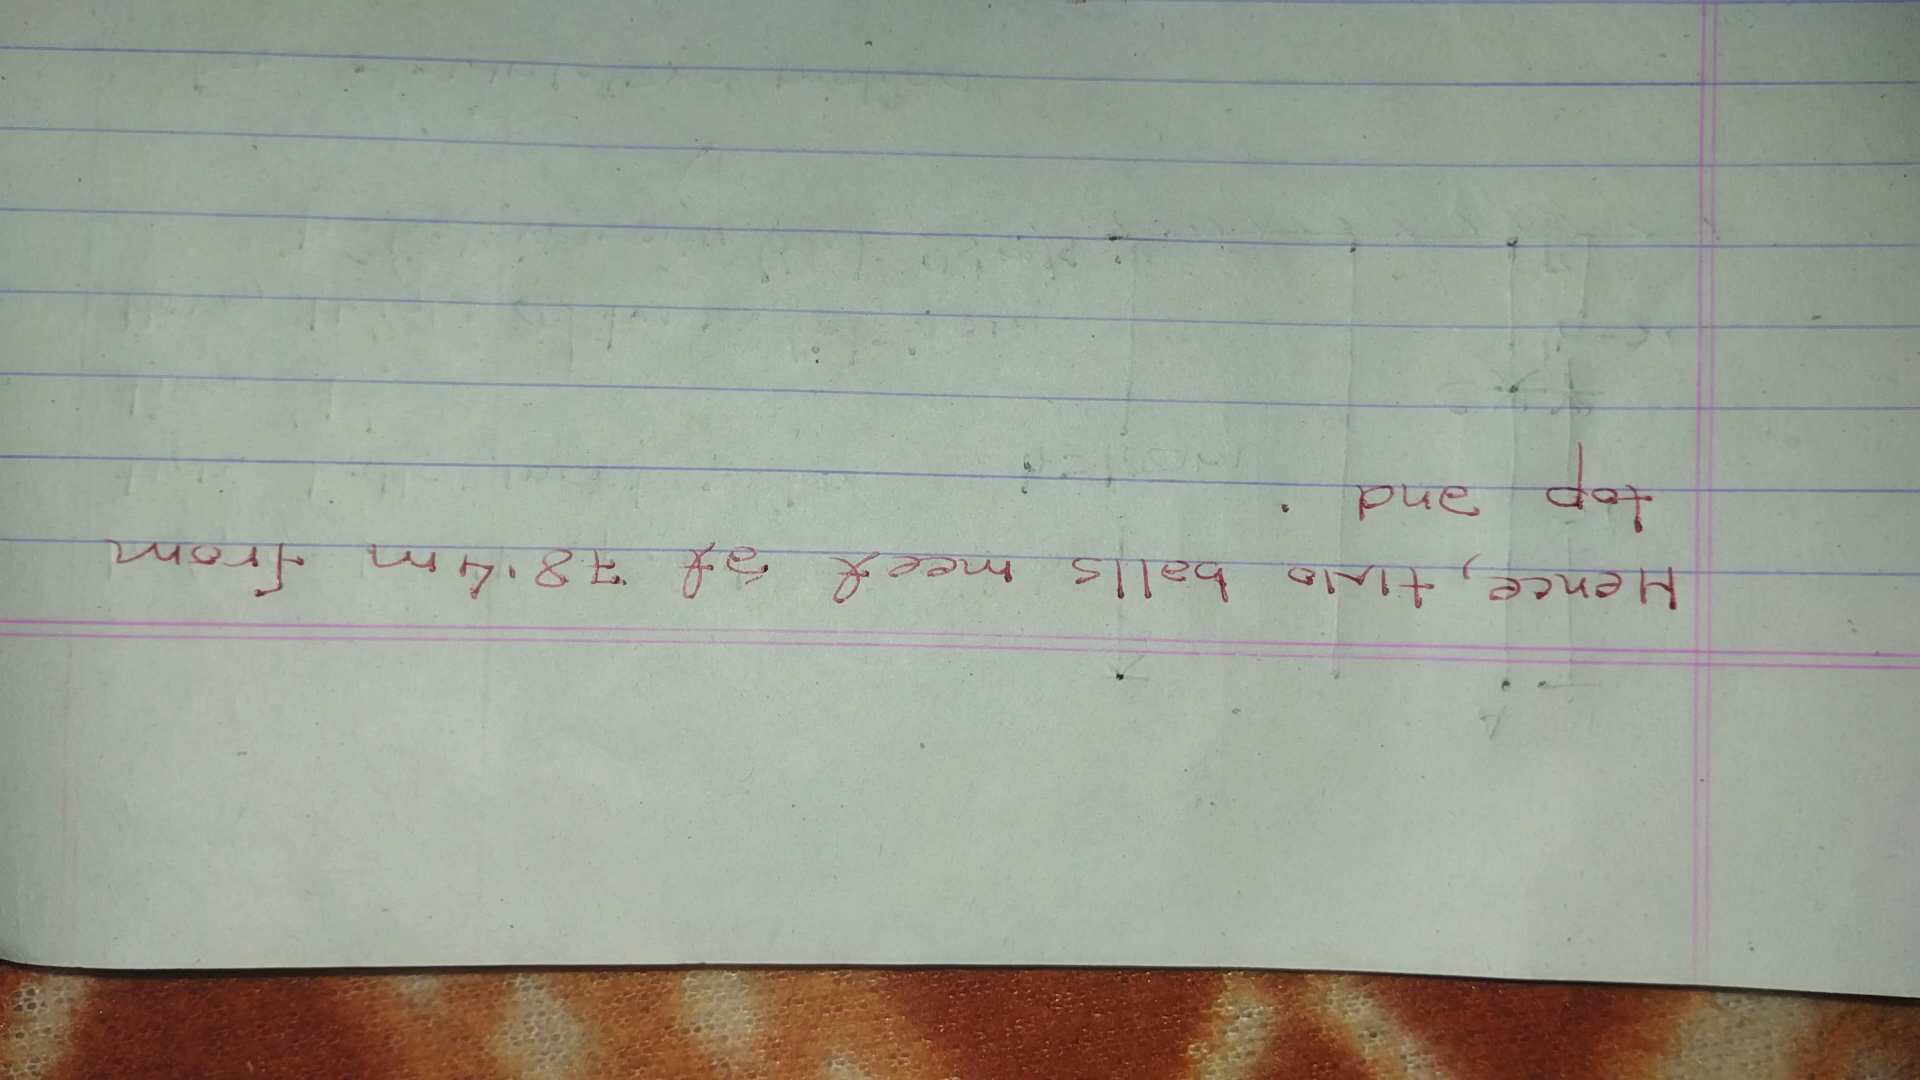 Hence, two balls meet at 78.4m from
top and .